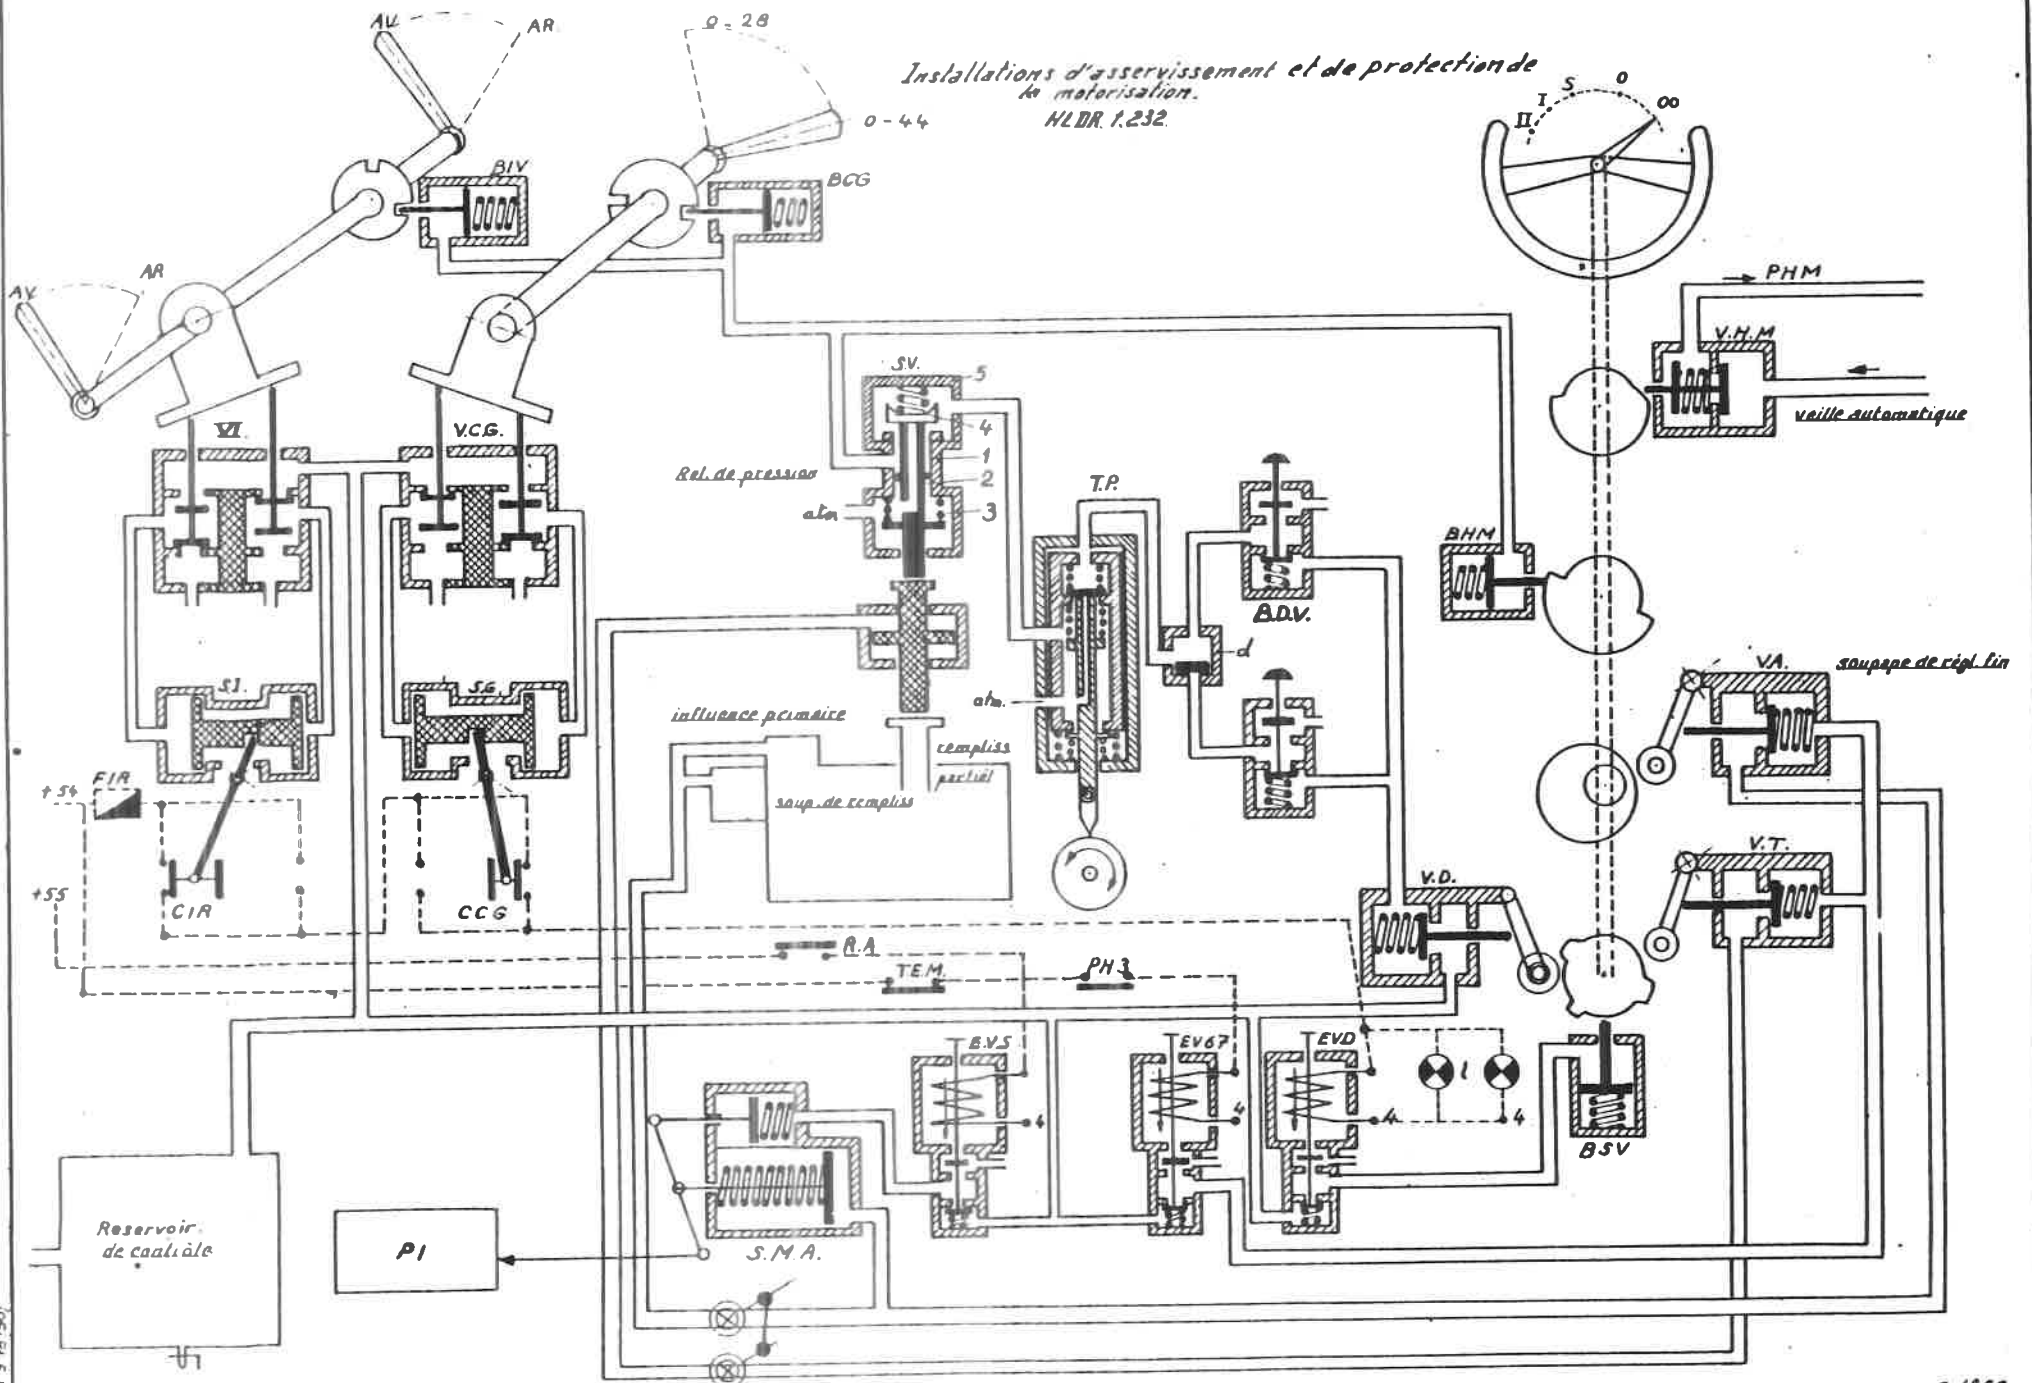 AV
AR
0-28
0-44
Installations d'asservissement et de protection de
la motorisation.
HLDR. 1.232.
II
I
S
0
00
BIV
BCG
AV
AR
PHM
V.H.M
veille automatique
S.V.
5
4
1
2
3
Rel. de pression
atm
VI.
V.C.G.
T.P.
B.D.V.
BHM
d
atm.
S.I.
S.G.
influence primaire
rempliss
partiel
soup. de rempliss
V.A.
soupape de régl. fin
V.T.
FIR
+54
+55
CIR
CCG
R.A
T.E.M.
PH3
V.D.
E.V.S
EV67
EVD
l
4
4
4
4
BSV
Reservoir.
de contrôle
P1
S.M.A.